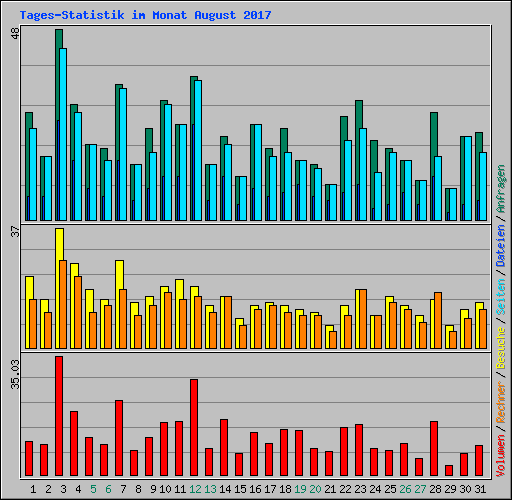 Tages-Statistik im Monat August 2017
48
37
35.03
Volumen / Rechner / Besuche / Seiten / Dateien / Anfragen
1 2 3 4 5 6 7 8 9 10 11 12 13 14 15 16 17 18 19 20 21 22 23 24 25 26 27 28 29 30 31